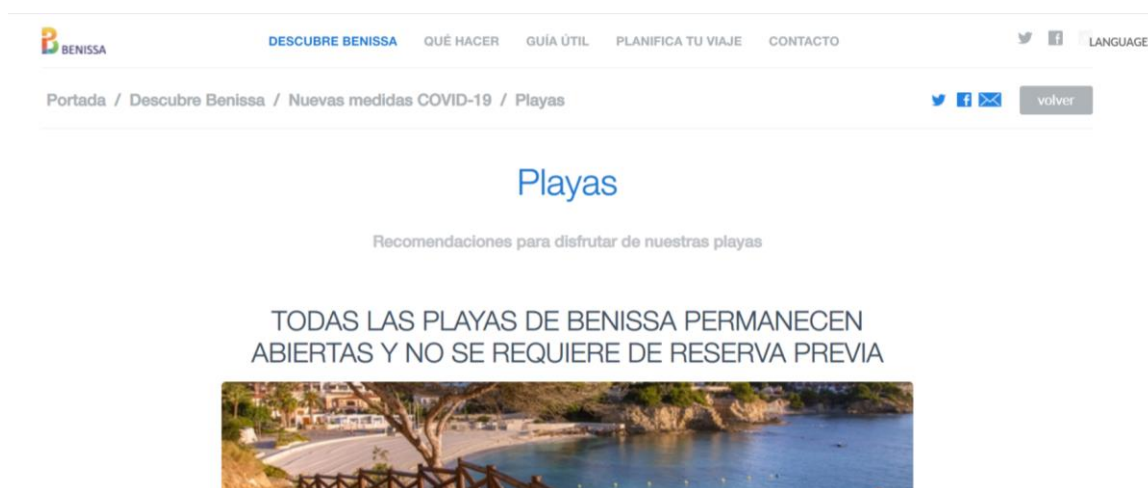 BENISSA
DESCUBRE BENISSA QUÉ HACER GUÍA ÚTIL PLANIFICA TU VIAJE CONTACTO LANGUAGE
Portada / Descubre Benissa / Nuevas medidas COVID-19 / Playas volver
Playas
Recomendaciones para disfrutar de nuestras playas
TODAS LAS PLAYAS DE BENISSA PERMANECEN
ABIERTAS Y NO SE REQUIERE DE RESERVA PREVIA